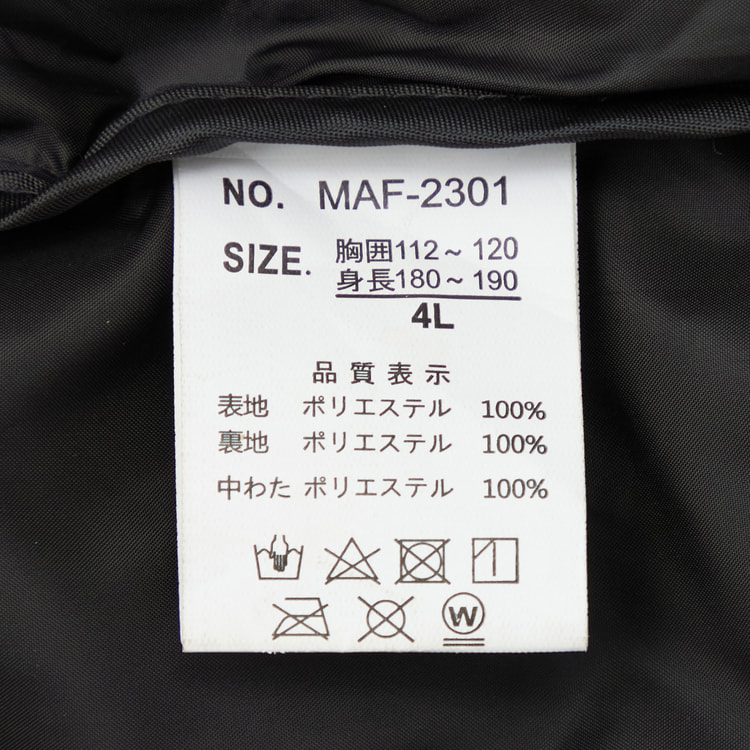 NO. MAF-2301
SIZE. 胸囲112～120
身長180～190
4L
品質表示
表地 ポリエステル 100%
裏地 ポリエステル 100%
中わた ポリエステル 100%
W